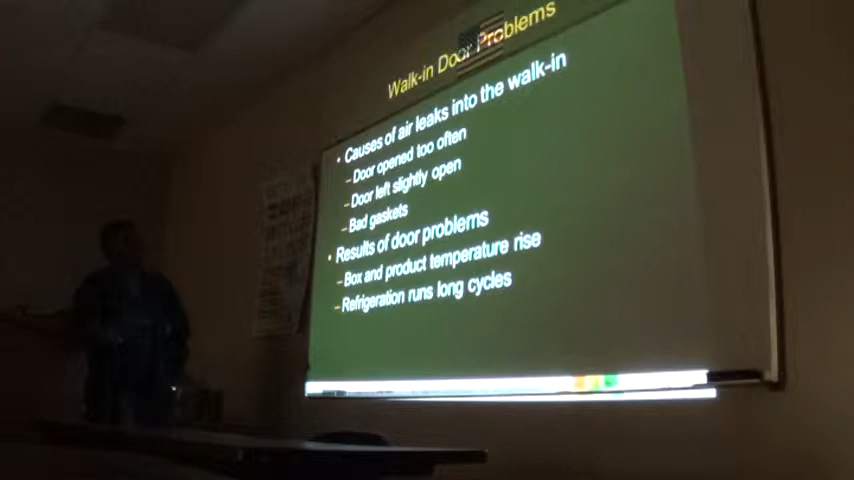 Walk-in Door Problems
• Causes of air leaks into the walk-in
– Door opened too often
– Door left slightly open
– Bad gaskets
• Results of door problems
– Box and product temperature rise
– Refrigeration runs long cycles